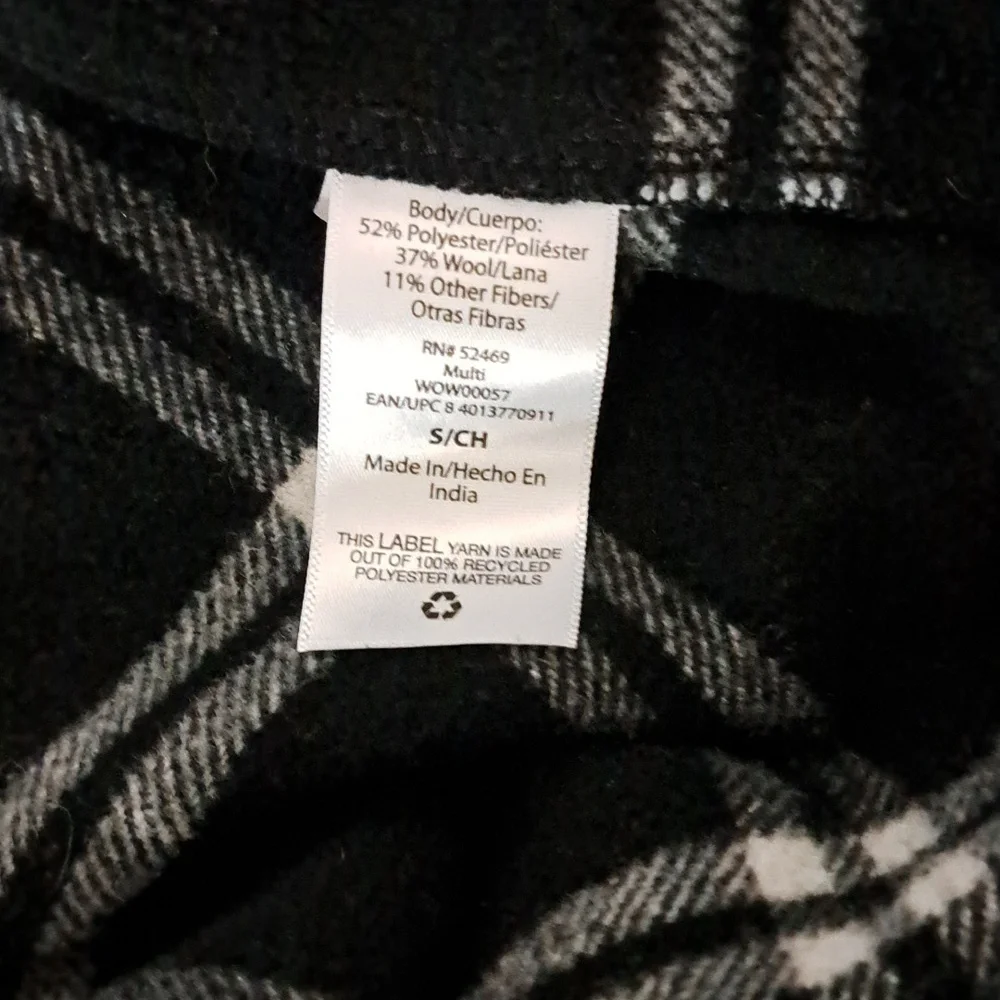 Body/Cuerpo:
52% Polyester/Poliéster
37% Wool/Lana
11% Other Fibers/
Otras Fibras
RN# 52469
Multi
WOW00057
EAN/UPC 8 4013770911
S/CH
Made In/Hecho En
India
THIS LABEL YARN IS MADE
OUT OF 100% RECYCLED
POLYESTER MATERIALS